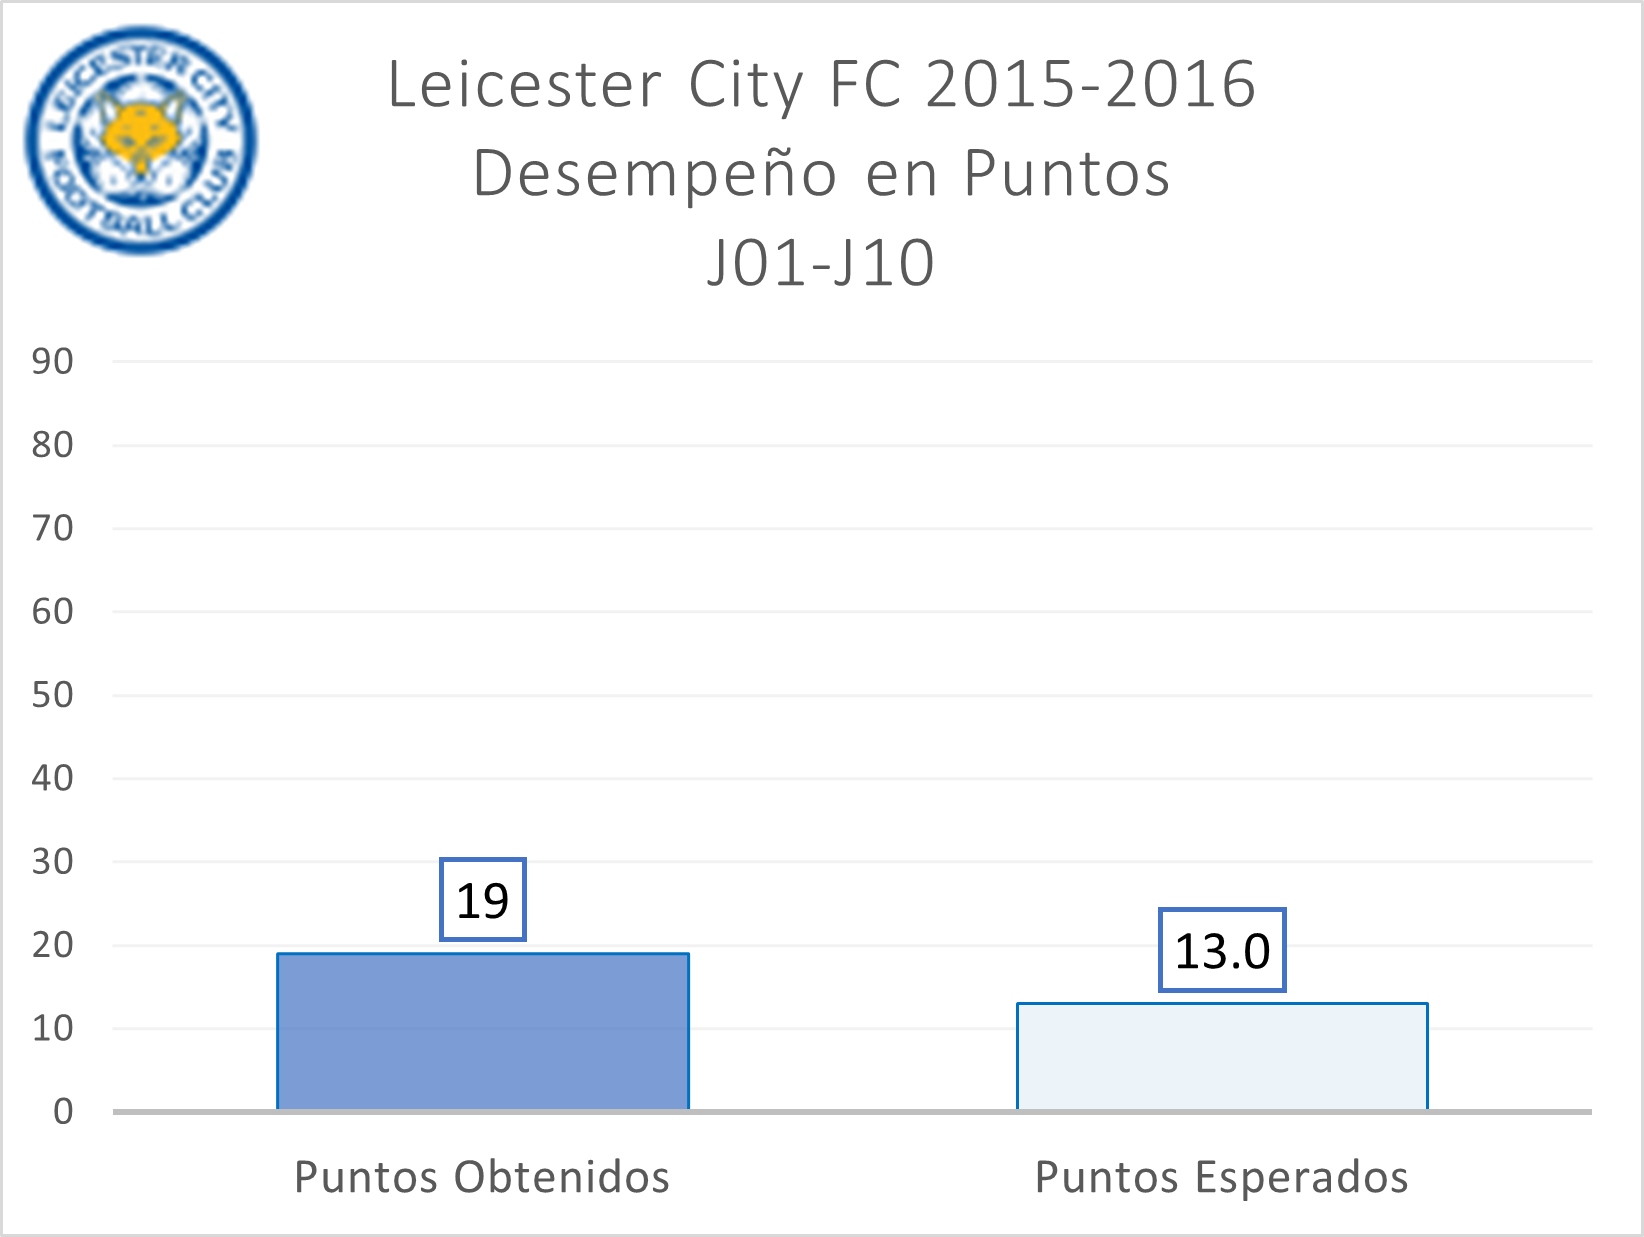 LEICESTER CITY
FOOTBALL CLUB
Leicester City FC 2015-2016
Desempeño en Puntos
J01-J10
90
80
70
60
50
40
30
20
10
0
19
13.0
Puntos Obtenidos
Puntos Esperados